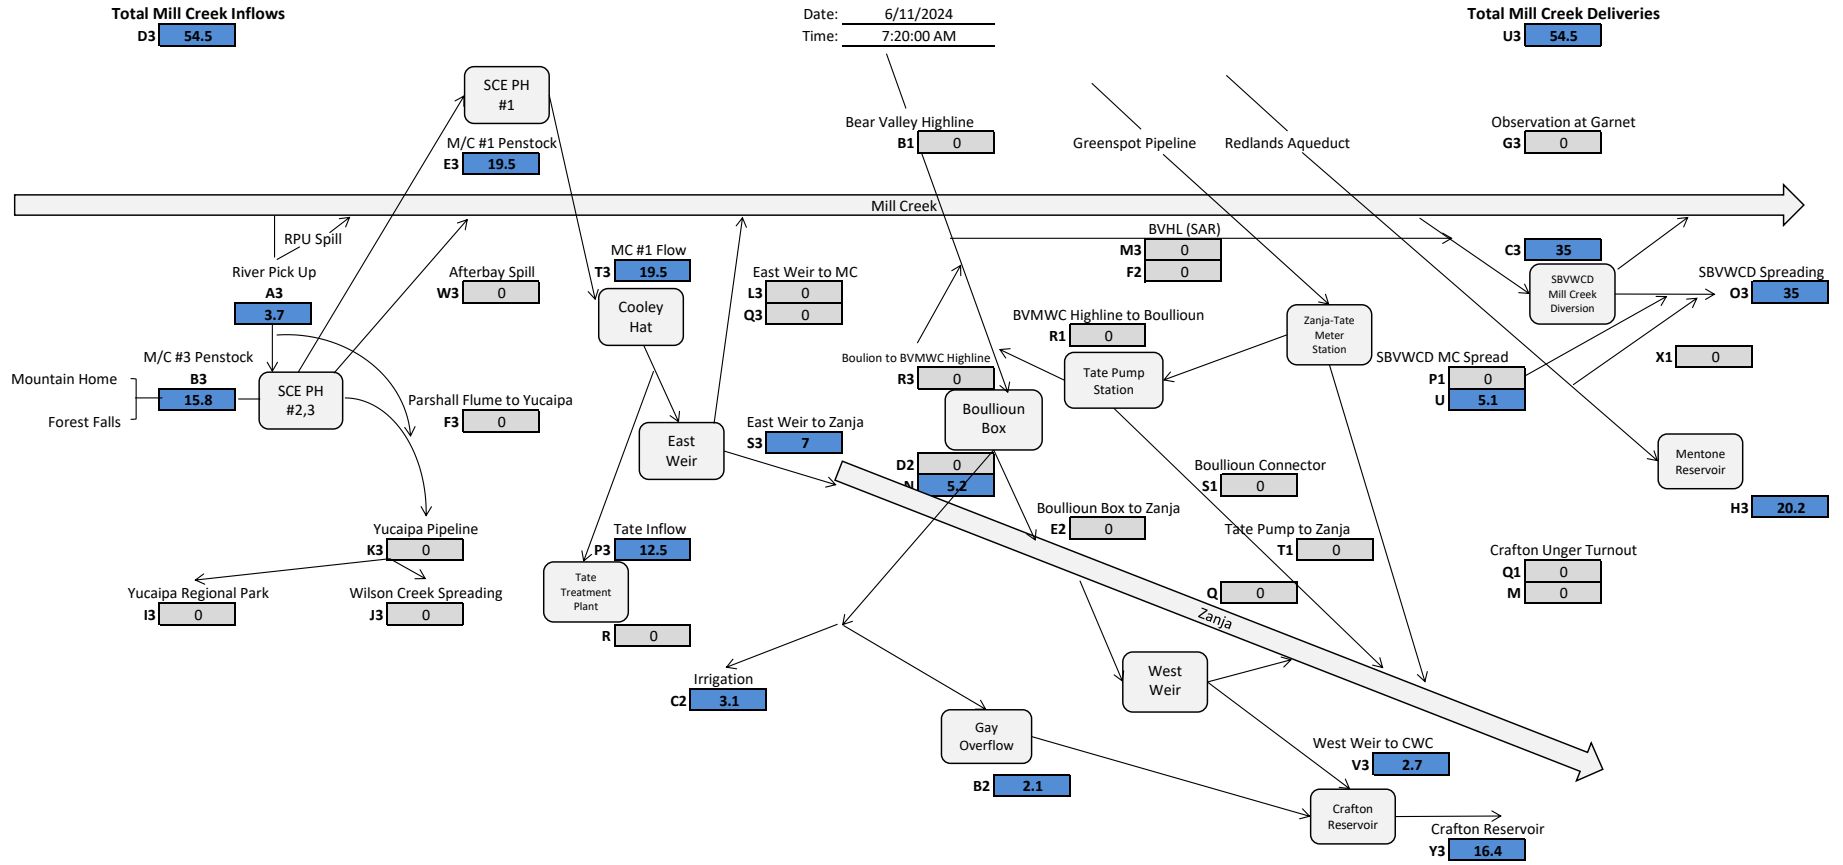 Total Mill Creek Inflows
D3 54.5
Date: 6/11/2024
Time: 7:20:00 AM
Total Mill Creek Deliveries
U3 54.5
SCE PH
#1
M/C #1 Penstock
E3 19.5
Bear Valley Highline
B1 0
Greenspot Pipeline
Redlands Aqueduct
Observation at Garnet
G3 0
Mill Creek
RPU Spill
River Pick Up
A3
3.7
Afterbay Spill
W3 0
MC #1 Flow
T3 19.5
Cooley
Hat
East Weir to MC
L3 0
Q3 0
BVHL (SAR)
M3 0
F2 0
C3 35
SBVWCD
Mill Creek
Diversion
SBVWCD Spreading
O3 35
BVMWC Highline to Boullioun
R1 0
Zanja-Tate
Meter
Station
Boulion to BVMWC Highline
R3 0
Tate Pump
Station
SBVWCD MC Spread
P1 0
U 5.1
X1 0
M/C #3 Penstock
B3
15.8
Mountain Home
Forest Falls
SCE PH
#2,3
Parshall Flume to Yucaipa
F3 0
East
Weir
East Weir to Zanja
S3 7
Boullioun
Box
D2 0
N 5.2
Boullioun Connector
S1 0
Mentone
Reservoir
H3 20.2
Boullioun Box to Zanja
E2 0
Tate Pump to Zanja
T1 0
Yucaipa Pipeline
K3 0
Tate Inflow
P3 12.5
Tate
Treatment
Plant
R 0
Crafton Unger Turnout
Q1 0
M 0
Yucaipa Regional Park
I3 0
Wilson Creek Spreading
J3 0
Q 0
Zanja
Irrigation
C2 3.1
West
Weir
Gay
Overflow
B2 2.1
West Weir to CWC
V3 2.7
Crafton
Reservoir
Crafton Reservoir
Y3 16.4